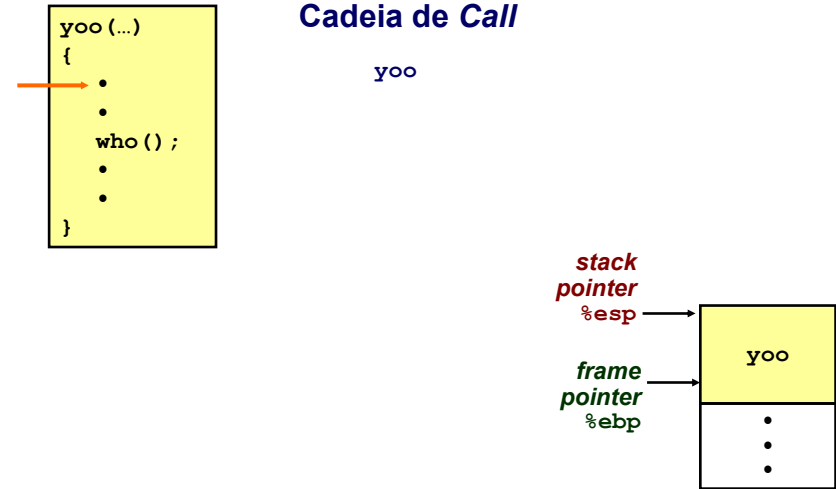 Cadeia de Call
yoo(…)
{
•
•
who();
•
•
}
yoo
stack
pointer
%esp
frame
pointer
%ebp
yoo
•
•
•